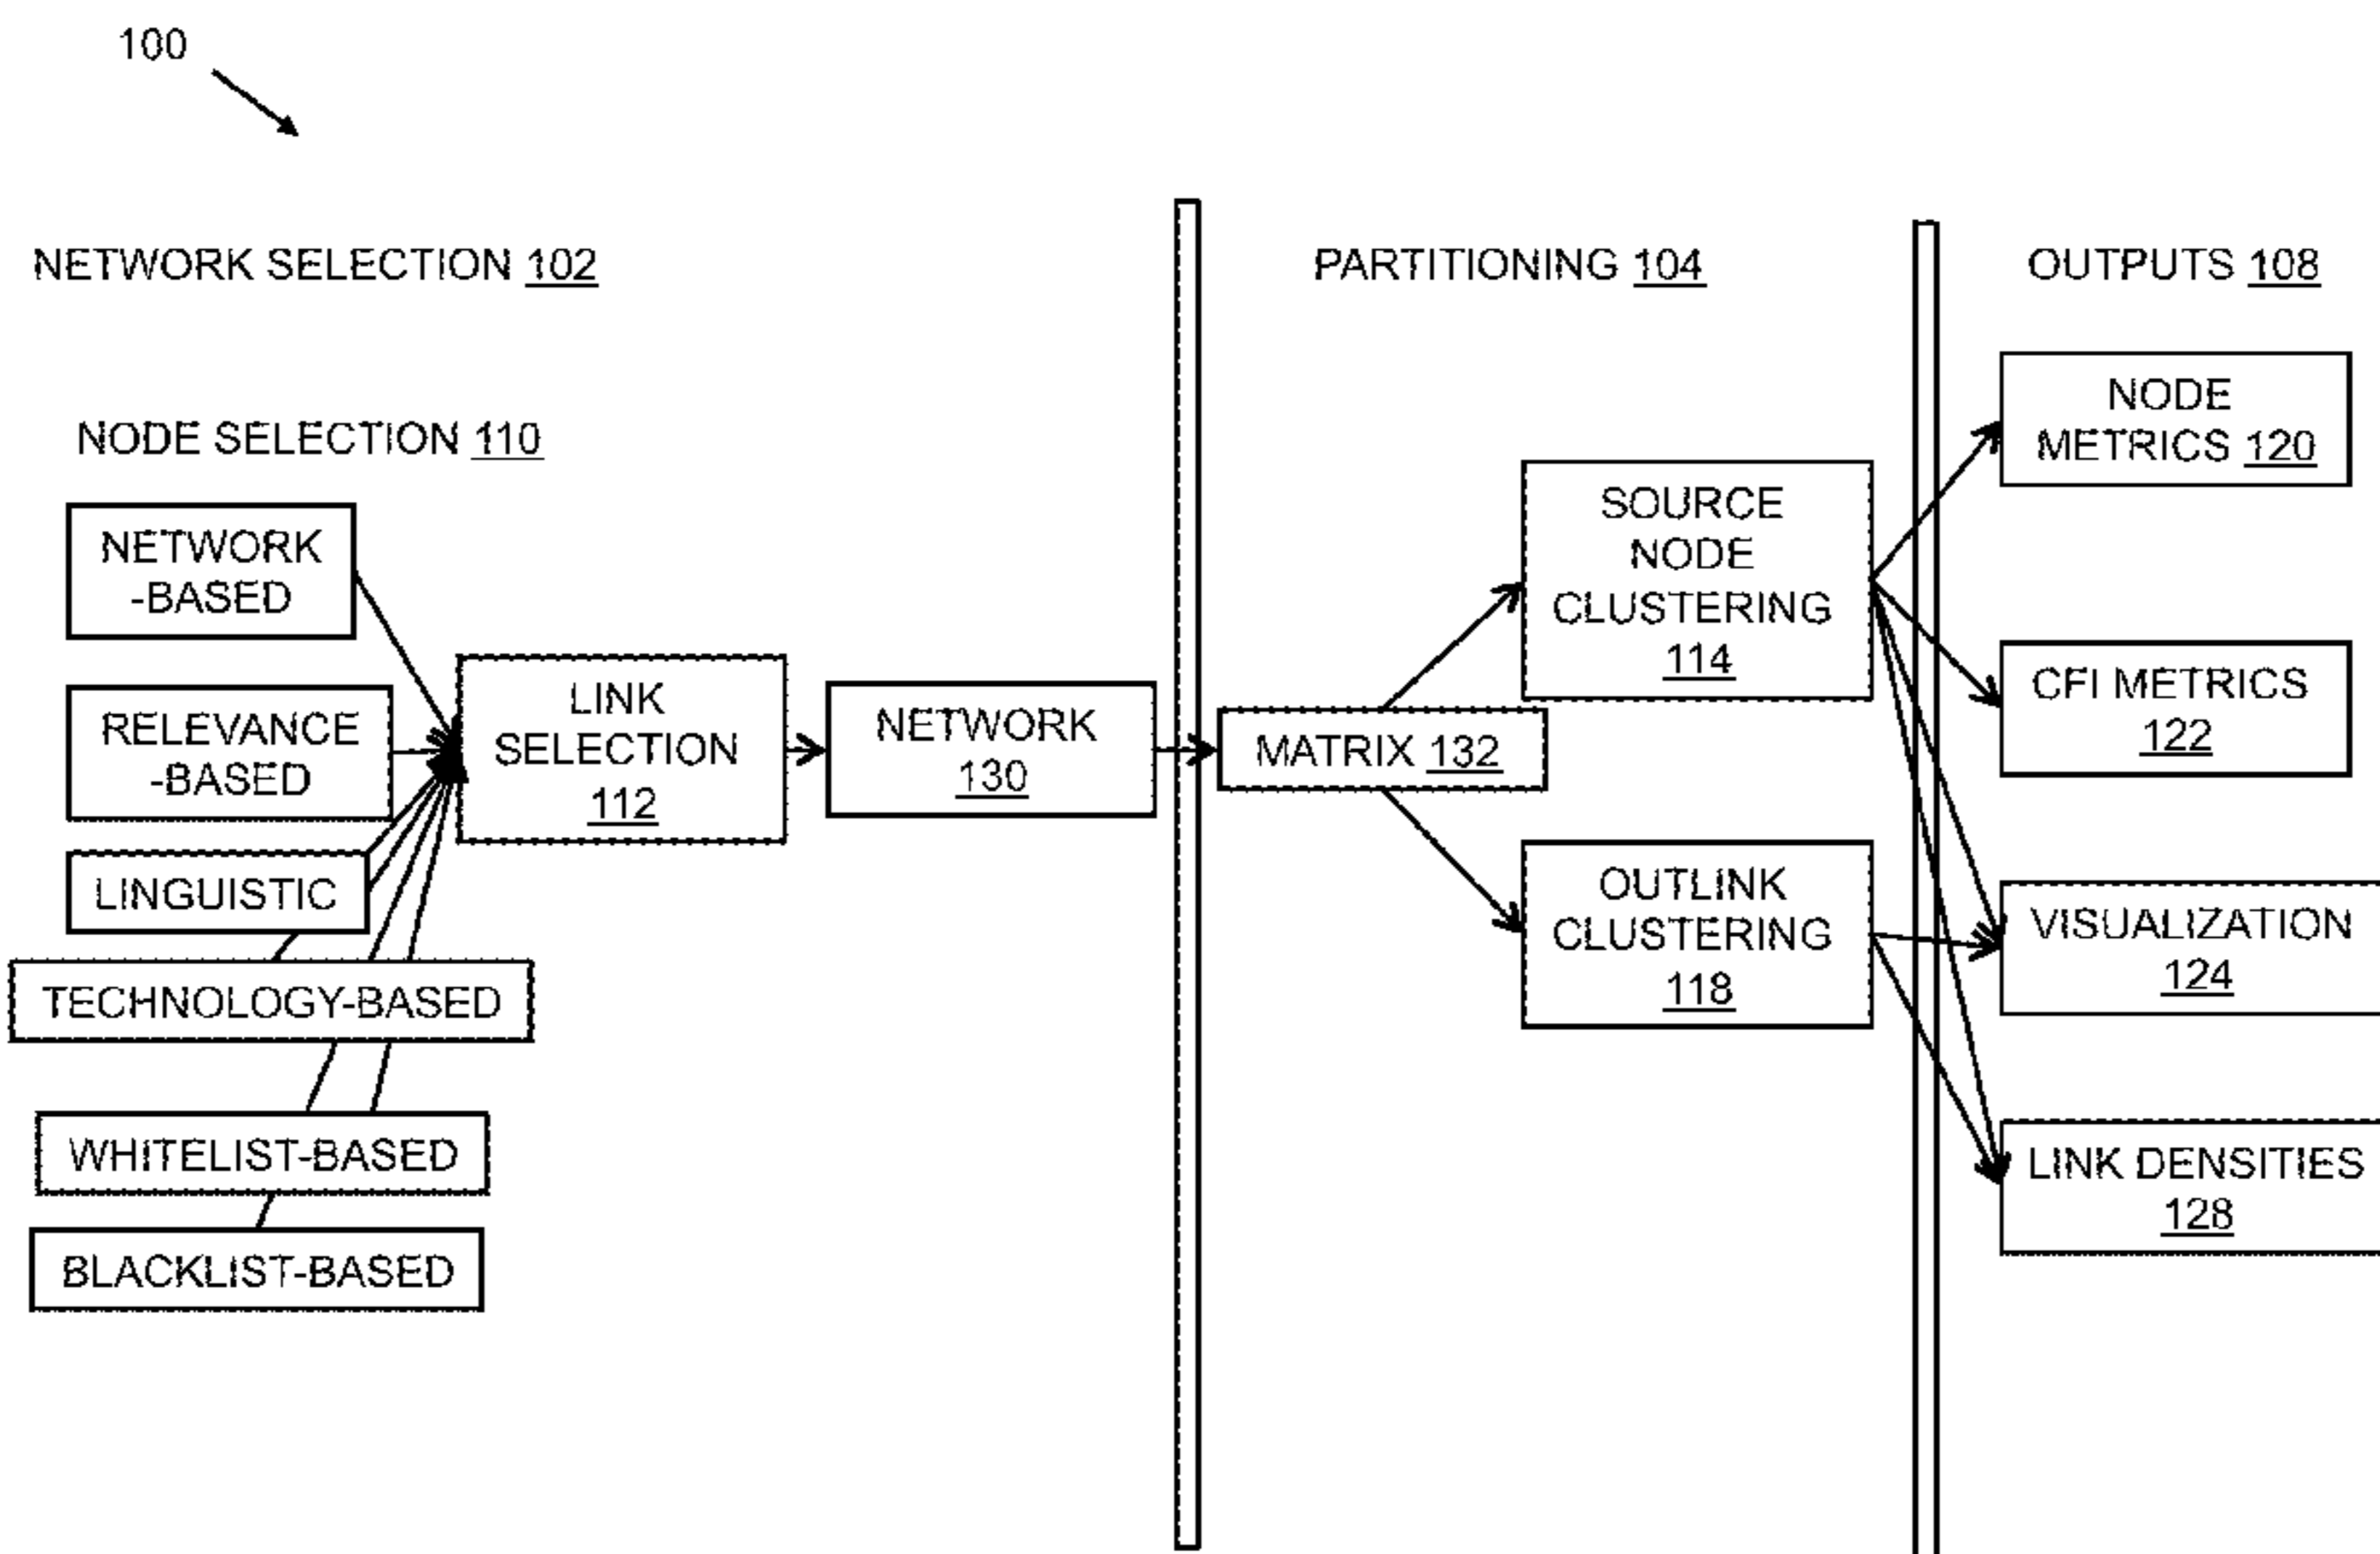 100
NETWORK SELECTION 102
NODE SELECTION 110
NETWORK
-BASED
RELEVANCE
-BASED
LINGUISTIC
TECHNOLOGY-BASED
WHITELIST-BASED
BLACKLIST-BASED
LINK
SELECTION
112
NETWORK
130
PARTITIONING 104
MATRIX 132
SOURCE
NODE
CLUSTERING
114
OUTLINK
CLUSTERING
118
OUTPUTS 108
NODE
METRICS 120
CFI METRICS
122
VISUALIZATION
124
LINK DENSITIES
128